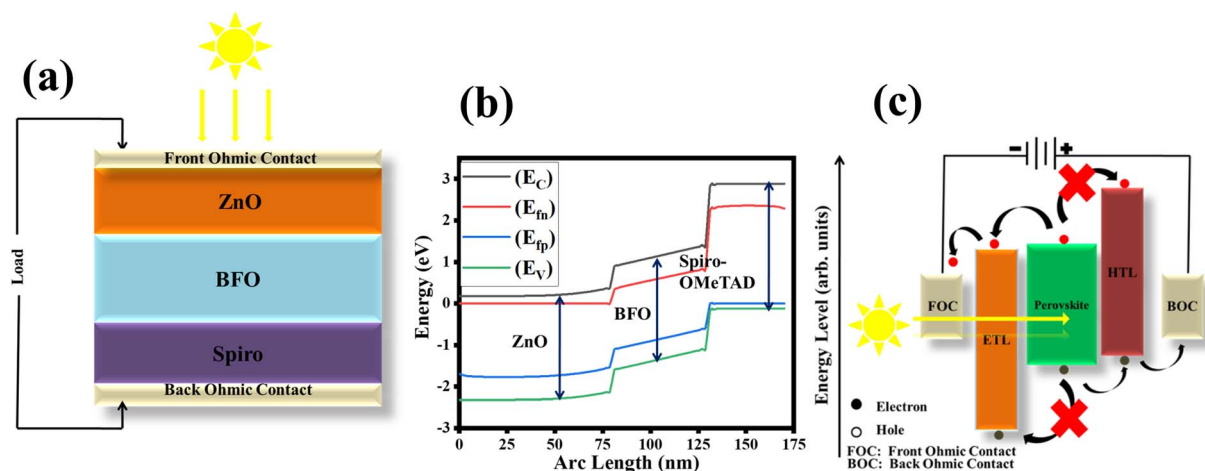 (a)
Front Ohmic Contact
ZnO
BFO
Spiro
Back Ohmic Contact
Load
(b)
(E_C)
(E_fn)
(E_fp)
(E_V)
ZnO
BFO
Spiro-
OMeTAD
Energy (eV)
3
2
1
0
-1
-2
-3
0
25
50
75
100
125
150
175
Arc Length (nm)
(c)
Energy Level (arb. units)
-
+
FOC
ETL
Perovskite
HTL
BOC
Electron
Hole
FOC: Front Ohmic Contact
BOC: Back Ohmic Contact